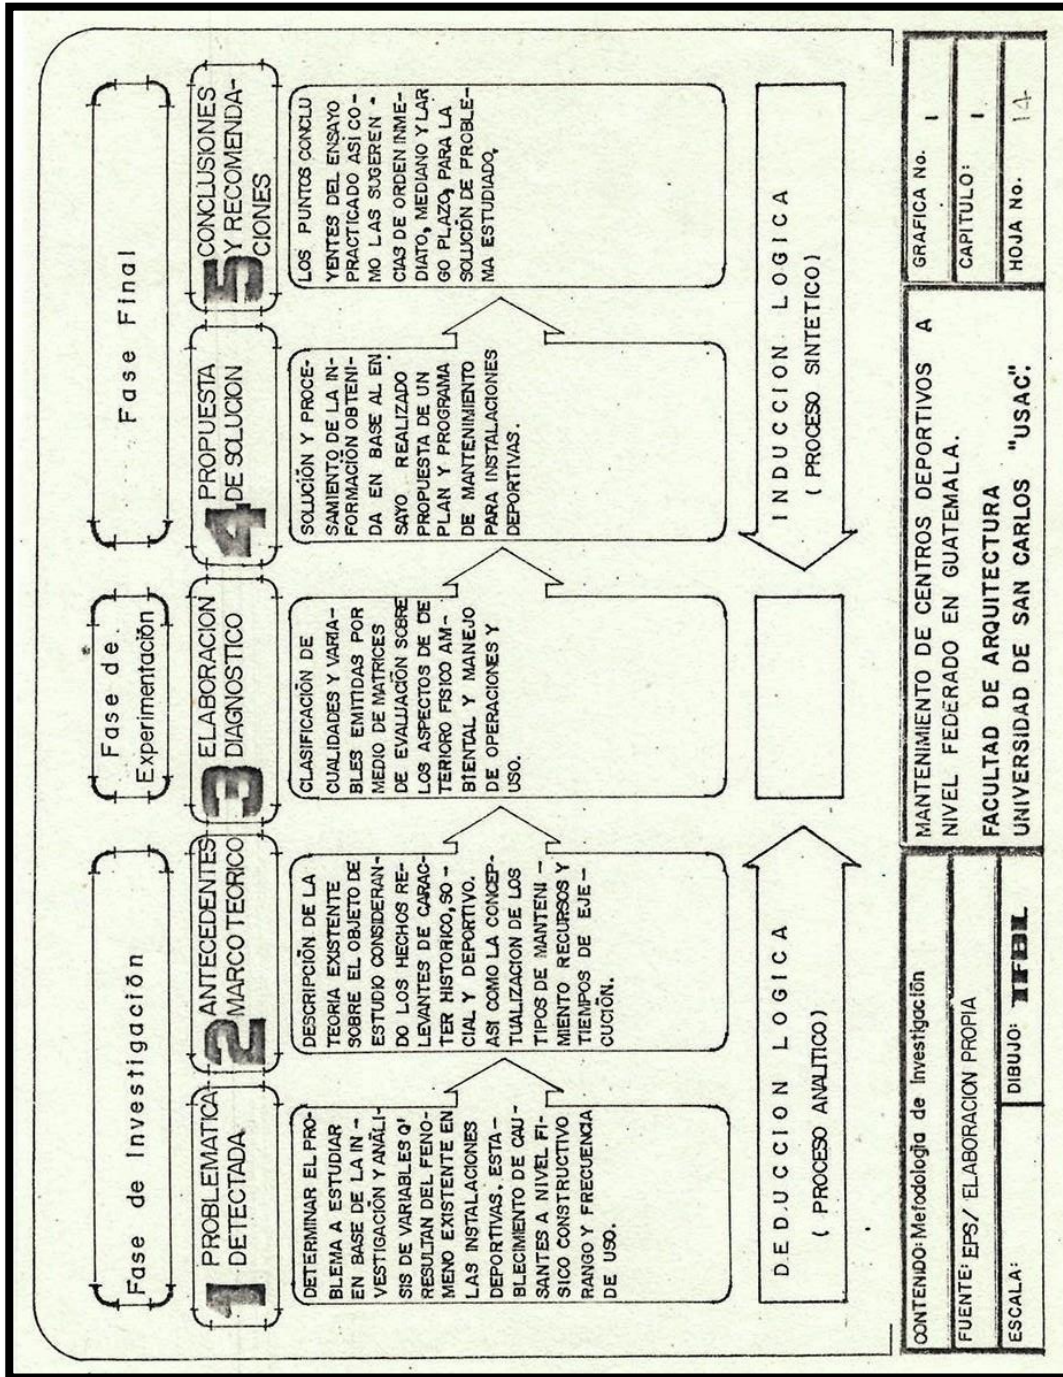 Fase de Investigación
Fase de
Experimentación
Fase Final
1 PROBLEMATICA
DETECTADA
2 ANTECEDENTES
MARCO TEORICO
3 ELABORACION
DIAGNOSTICO
4 PROPUESTA
DE SOLUCION
5 CONCLUSIONES
Y RECOMENDA-
CIONES
DETERMINAR EL PRO-
BLEMA A ESTUDIAR
EN BASE DE LA IN-
VESTIGACIÓN Y ANÁLI-
SIS DE VARIABLES Q'
RESULTAN DEL FENO-
MENO EXISTENTE EN
LAS INSTALACIONES
DEPORTIVAS. ESTA-
BLECIMIENTO DE CAU-
SANTES A NIVEL FI-
SICO CONSTRUCTIVO
RANGO Y FRECUENCIA
DE USO.
DESCRIPCIÓN DE LA
TEORIA EXISTENTE
SOBRE EL OBJETO DE
ESTUDIO CONSIDERAN-
DO LOS HECHOS RE-
LEVANTES DE CARAC-
TER HISTORICO, SO-
CIAL Y DEPORTIVO.
ASI COMO LA CONCEP-
TUALIZACION DE LOS
TIPOS DE MANTENI-
MIENTO RECURSOS Y
TIEMPOS DE EJE-
CUCIÓN.
CLASIFICACIÓN DE
CUALIDADES Y VARIA-
BLES EMITIDAS POR
MEDIO DE MATRICES
DE EVALUACIÓN SOBRE
LOS ASPECTOS DE DE
TERIORO FISICO AM-
BIENTAL Y MANEJO
DE OPERACIONES Y
USO.
SOLUCIÓN Y PROCE-
SAMIENTO DE LA IN-
FORMACIÓN OBTENI-
DA EN BASE AL EN
SAYO REALIZADO
PROPUESTA DE UN
PLAN Y PROGRAMA
DE MANTENIMIENTO
PARA INSTALACIONES
DEPORTIVAS.
LOS PUNTOS CONCLU
YENTES DEL ENSAYO
PRACTICADO ASI CO-
MO LAS SUGEREN-
CIAS DE ORDEN INME-
DIATO, MEDIANO Y LAR
GO PLAZO, PARA LA
SOLUCIÓN DE PROBLE-
MA ESTUDIADO,
DEDUCCION LOGICA
( PROCESO ANALITICO)
INDUCCION LOGICA
( PROCESO SINTETICO)
CONTENIDO: Metodología de Investigación
FUENTE: EPS/ ELABORACION PROPIA
ESCALA:
DIBUJO: TFBL
MANTENIMIENTO DE CENTROS DEPORTIVOS A
NIVEL FEDERADO EN GUATEMALA.
FACULTAD DE ARQUITECTURA
UNIVERSIDAD DE SAN CARLOS "USAC".
GRAFICA No. 1
CAPITULO: 1
HOJA No. 14